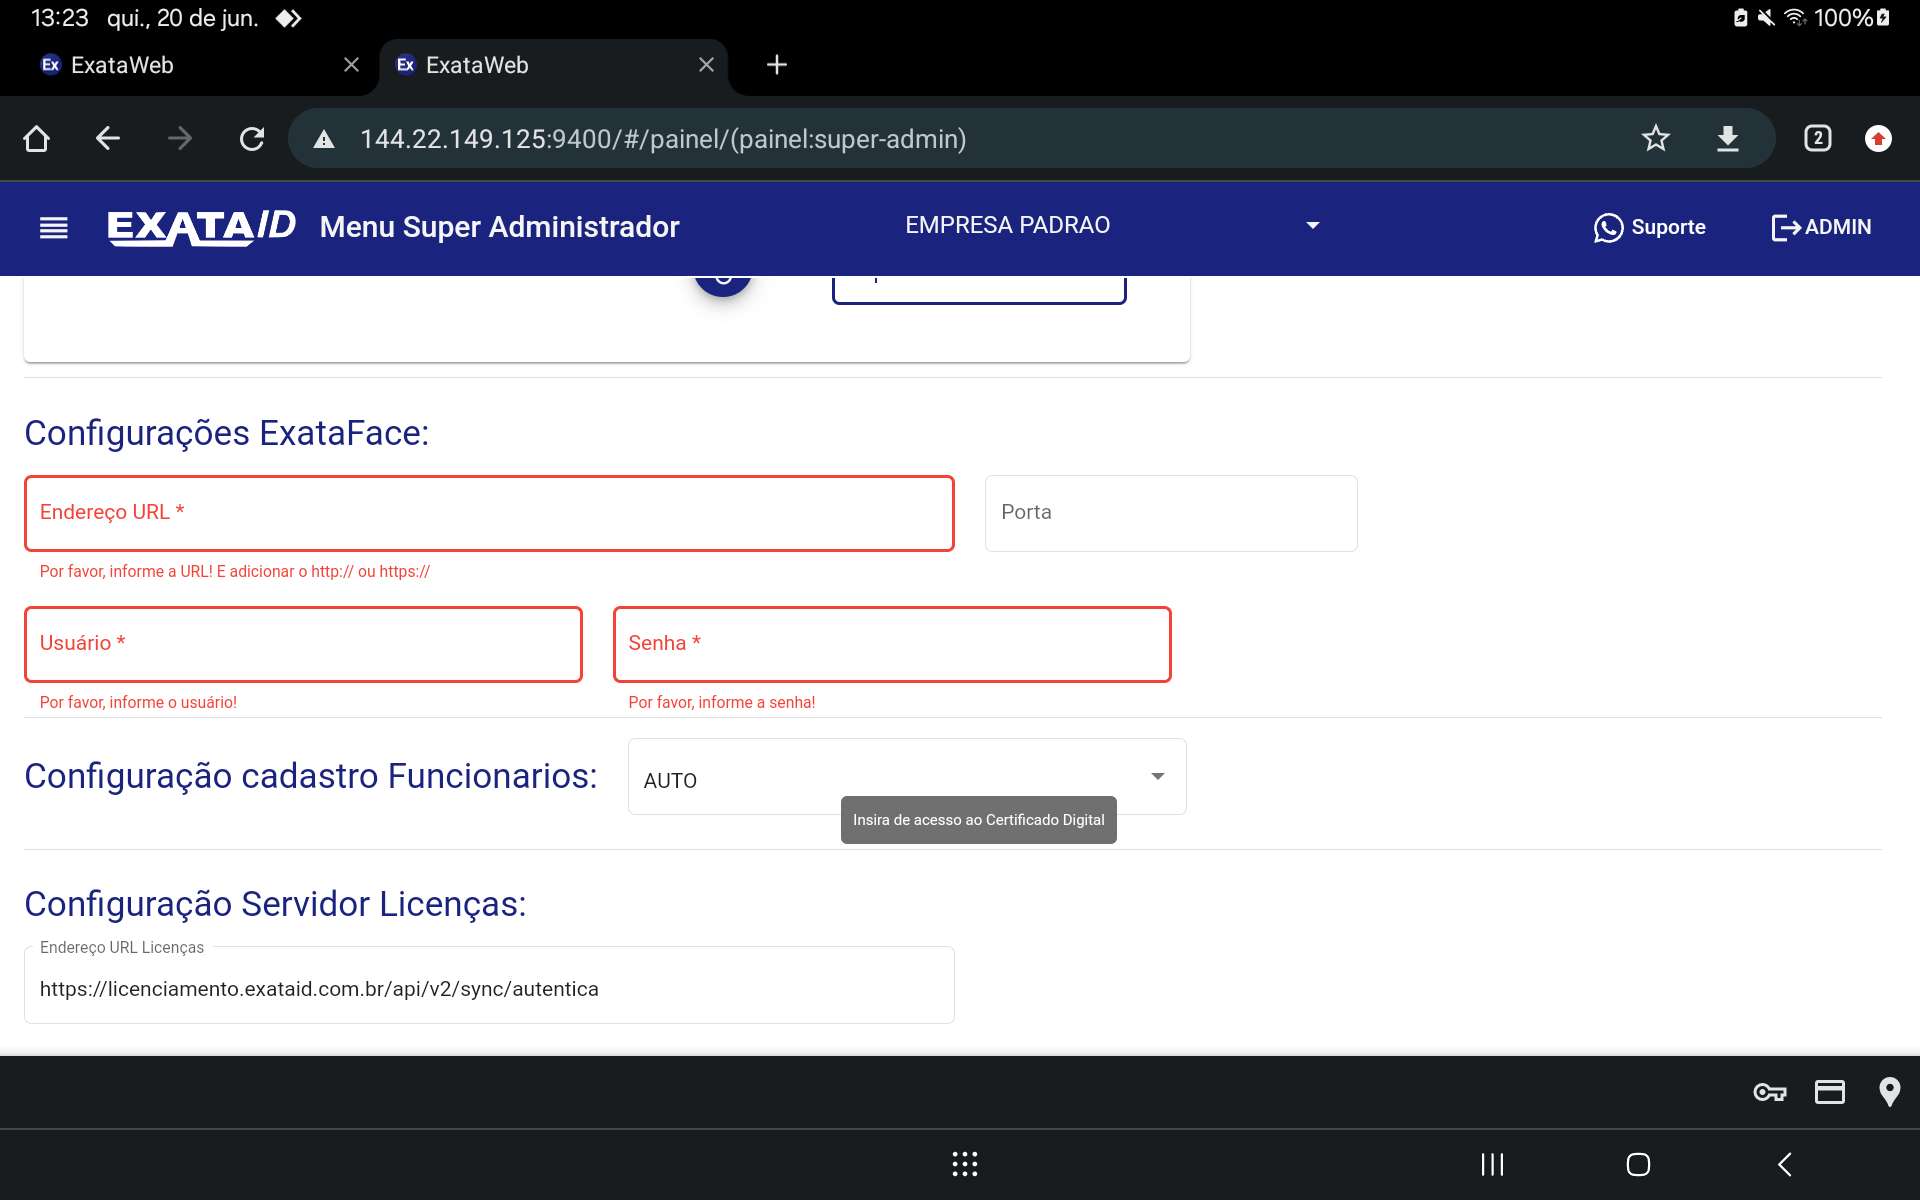 13:23 qui., 20 de jun. 100%
Ex ExataWeb Ex ExataWeb
144.22.149.125:9400/#/painel/(painel:super-admin) 2
EXATAID Menu Super Administrador EMPRESA PADRAO Suporte ADMIN
Configurações ExataFace:
Endereço URL * Porta
Por favor, informe a URL! E adicionar o http:// ou https://
Usuário * Senha *
Por favor, informe o usuário! Por favor, informe a senha!
Configuração cadastro Funcionarios: AUTO
Insira de acesso ao Certificado Digital
Configuração Servidor Licenças:
Endereço URL Licenças
https://licenciamento.exataid.com.br/api/v2/sync/autentica